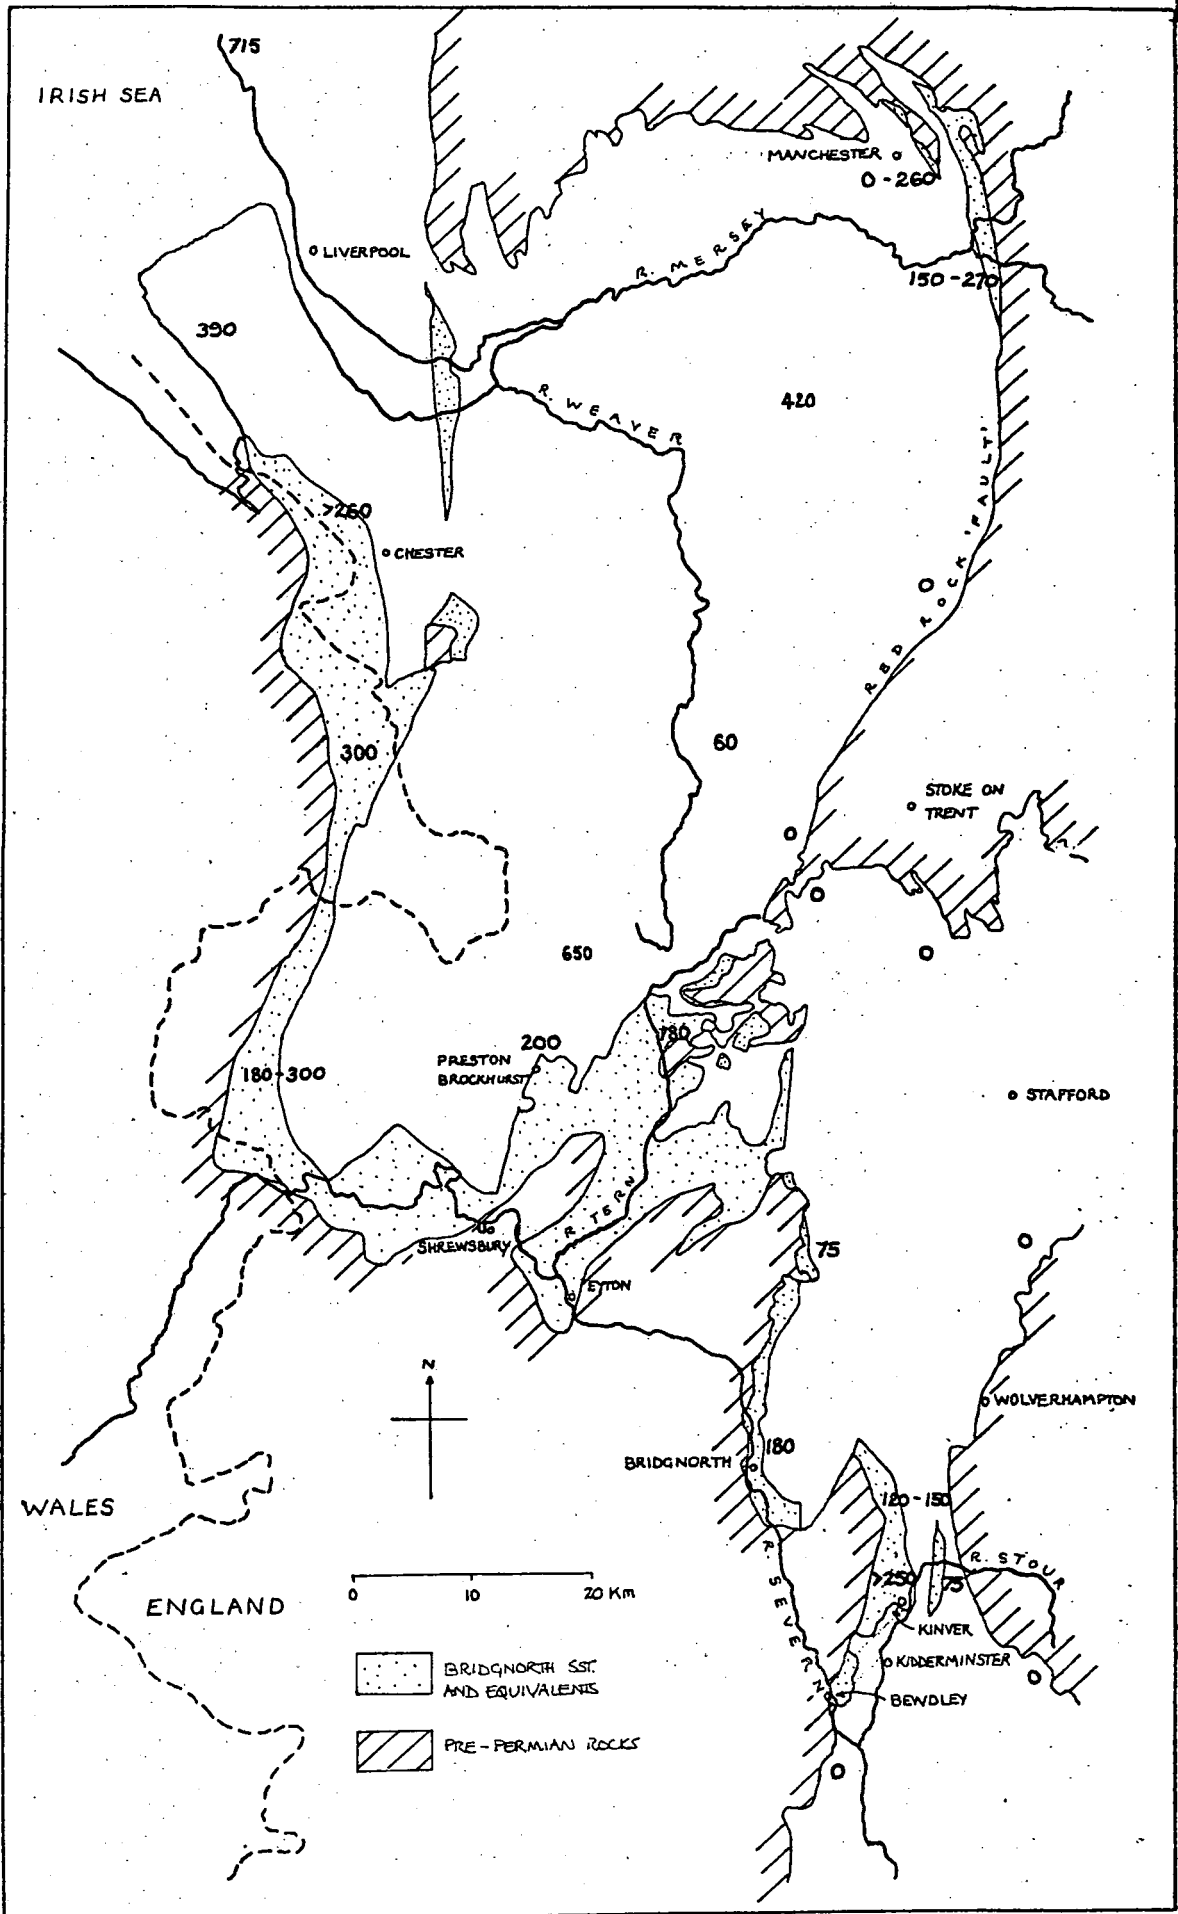 715
IRISH SEA
MANCHESTER
0-260
LIVERPOOL
R. MERSEY
150-270
390
420
R. WEAVER
RED ROCK 'FAULT'
>260
CHESTER
0
300
60
STOKE ON
TRENT
0
0
0
650
200
180
PRESTON
BROCKHURST
180-300
STAFFORD
R TERN
SHREWSBURY
75
0
EYTON
N
WOLVERHAMPTON
180
BRIDGNORTH
120-150
WALES
R. STOUR
>250
75
0 10 20 Km
ENGLAND
R. SEVERN
KINVER
KIDDERMINSTER
BRIDGNORTH SST.
AND EQUIVALENTS
0
BEWDLEY
PRE-PERMIAN ROCKS
0